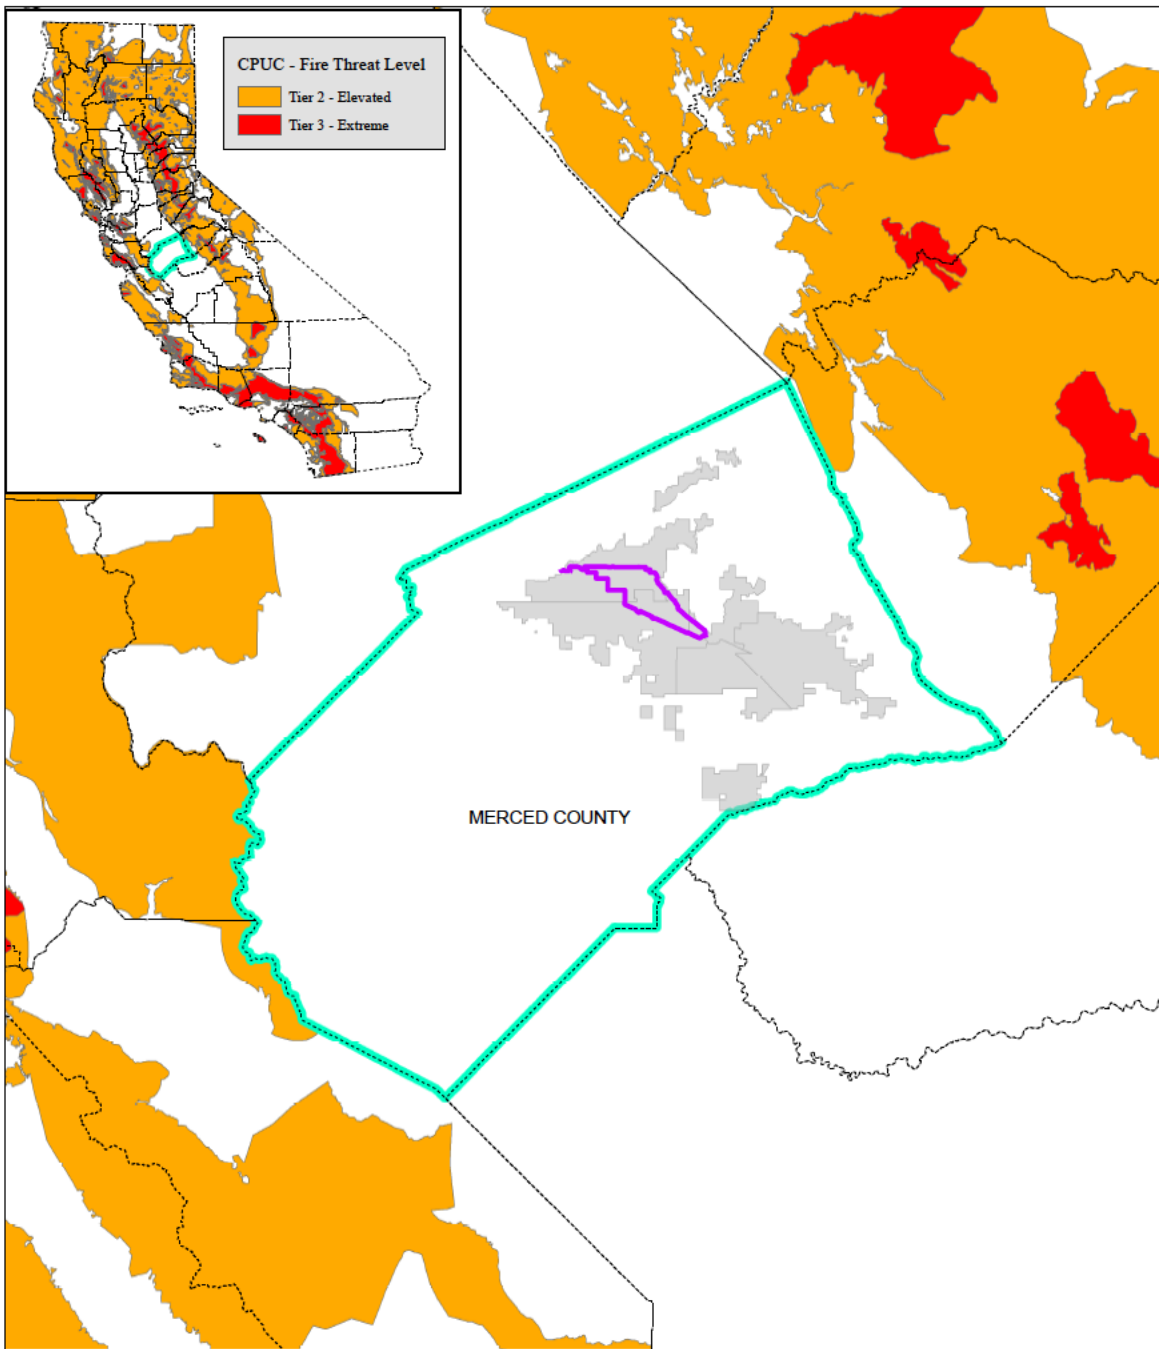 CPUC - Fire Threat Level
Tier 2 - Elevated
Tier 3 - Extreme
MERCED COUNTY